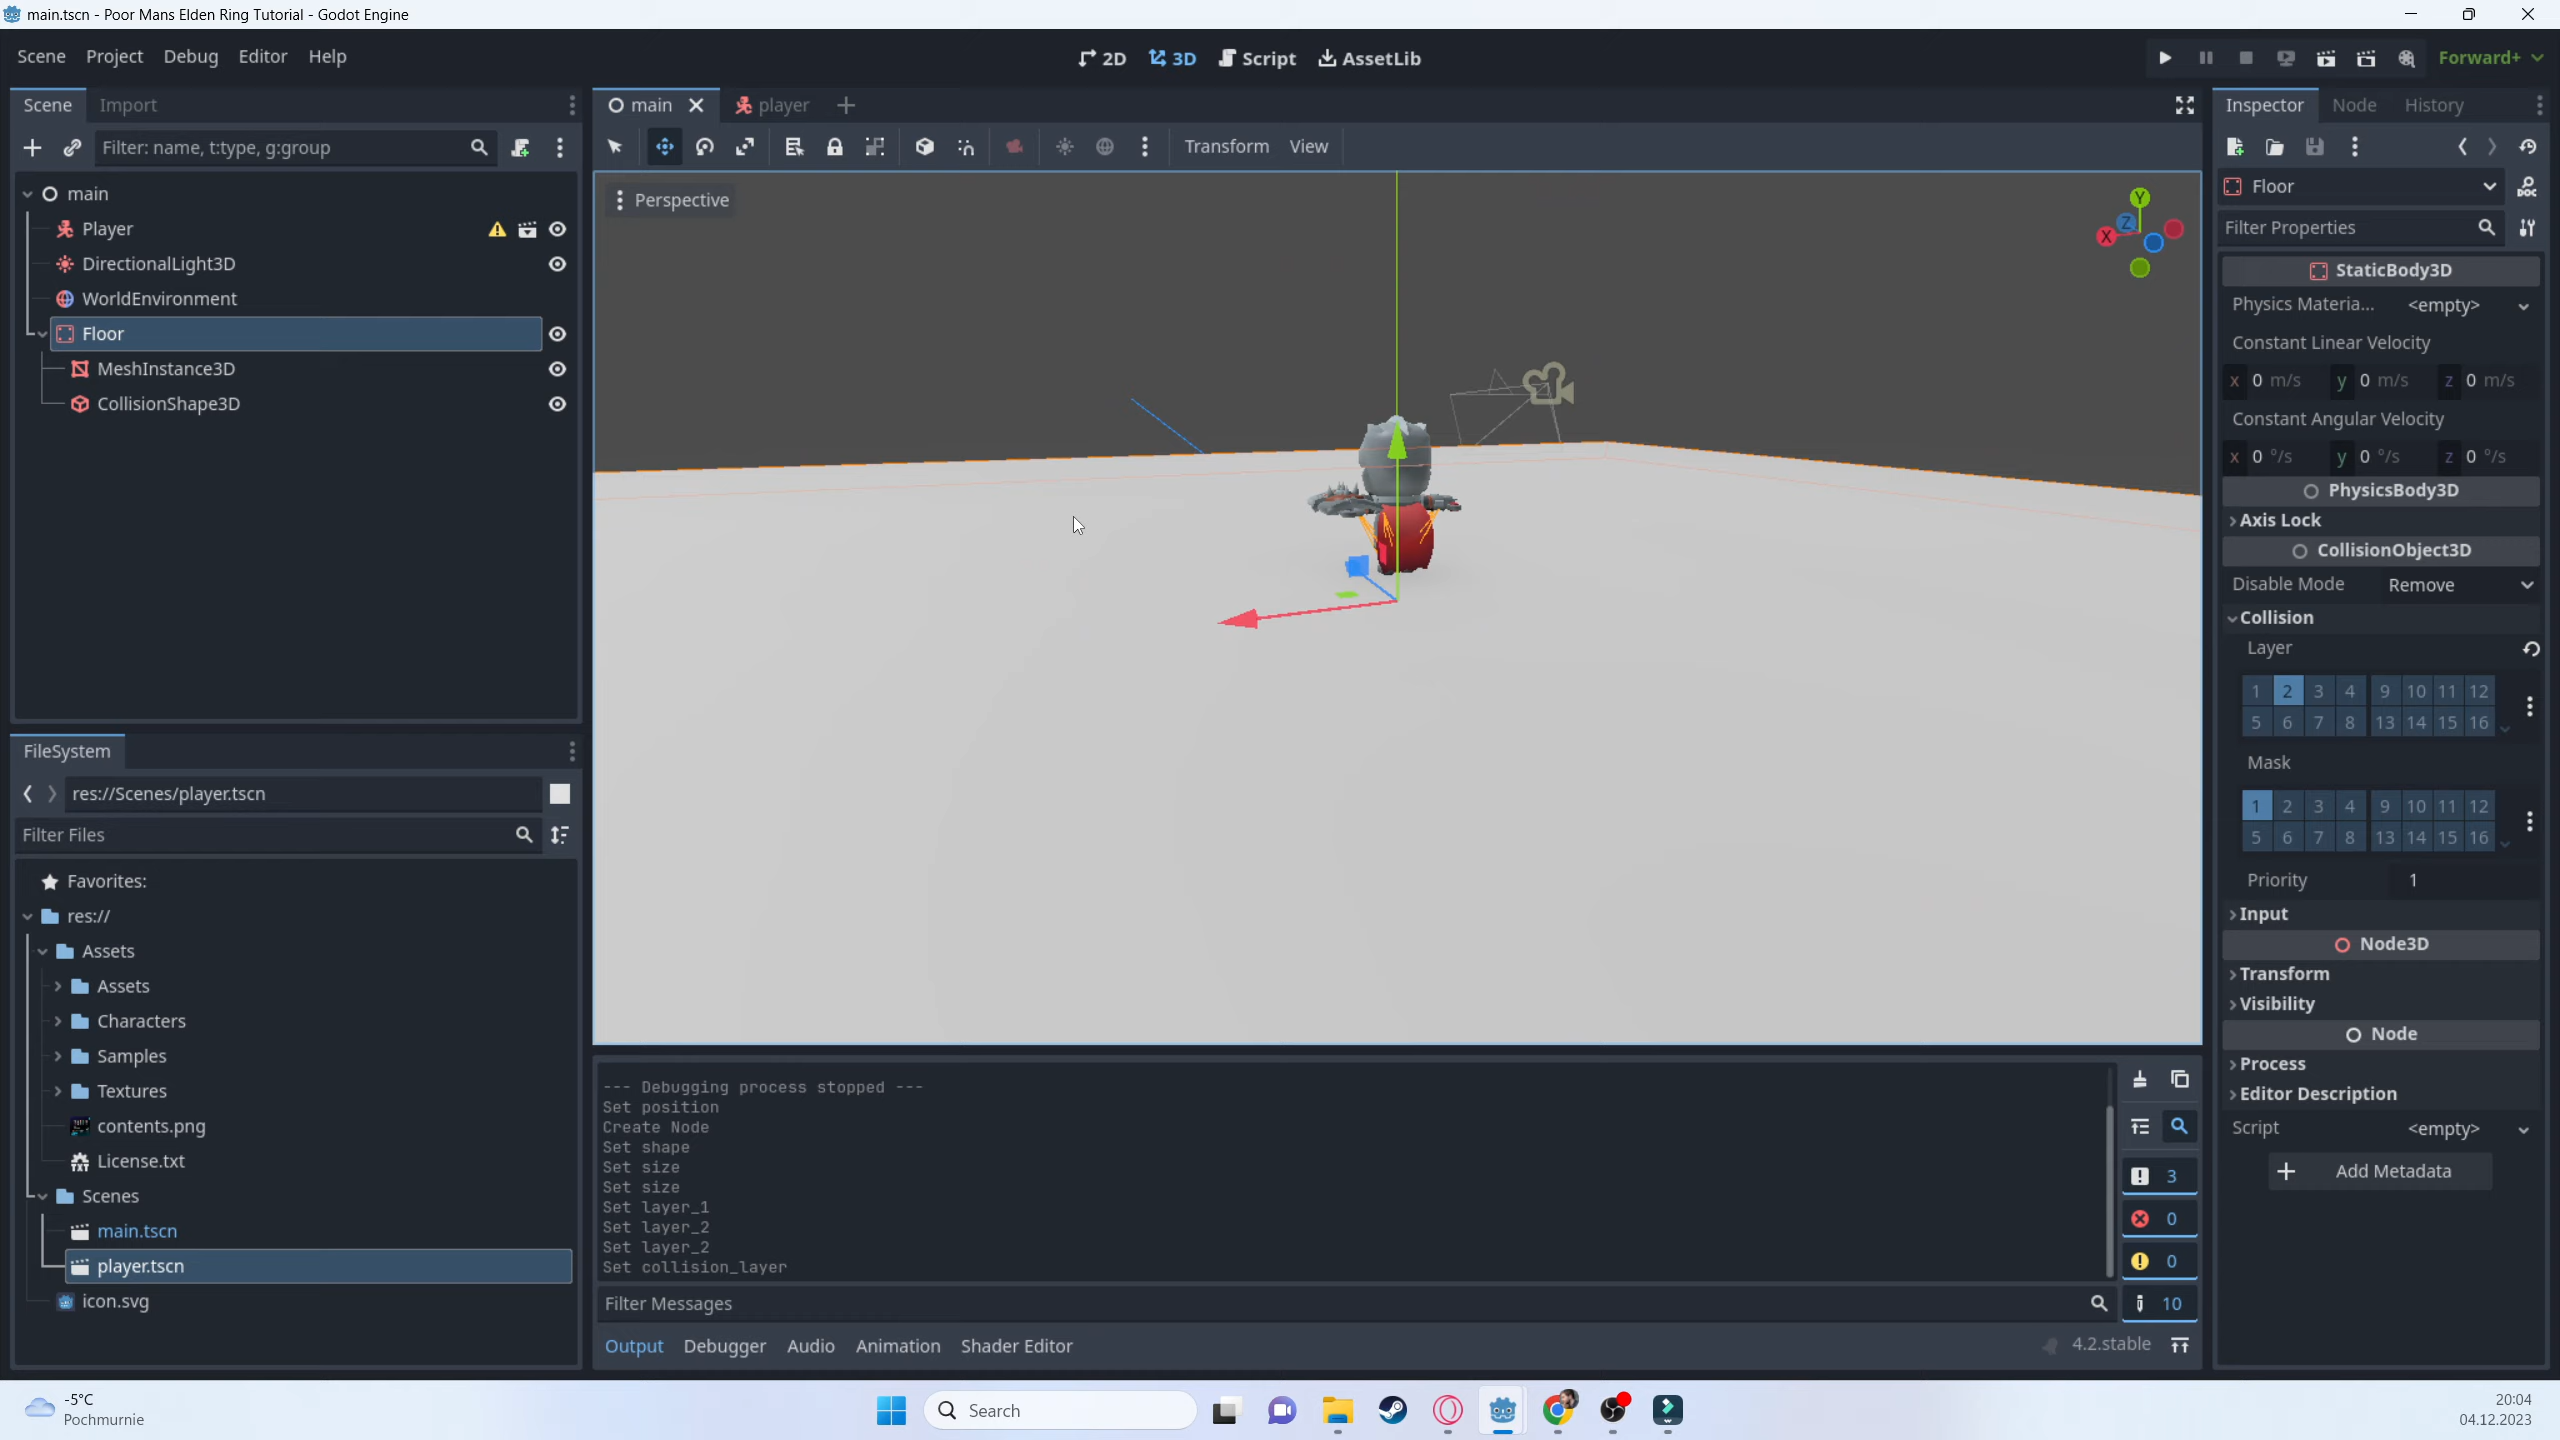 main.tscn - Poor Mans Elden Ring Tutorial - Godot Engine
Scene Project Debug Editor Help
2D 3D Script AssetLib
Forward+
Scene Import
main player
Inspector Node History
Filter: name, t:type, g:group
Transform View
main
Player
DirectionalLight3D
WorldEnvironment
Floor
MeshInstance3D
CollisionShape3D
Perspective
Y
Z
X
Floor
Filter Properties
StaticBody3D
Physics Materia... <empty>
Constant Linear Velocity
x 0 m/s y 0 m/s z 0 m/s
Constant Angular Velocity
x 0 °/s y 0 °/s z 0 °/s
PhysicsBody3D
Axis Lock
CollisionObject3D
Disable Mode Remove
Collision
Layer
1 2 3 4 9 10 11 12
5 6 7 8 13 14 15 16
Mask
1 2 3 4 9 10 11 12
5 6 7 8 13 14 15 16
Priority 1
Input
Node3D
Transform
Visibility
Node
Process
Editor Description
Script <empty>
Add Metadata
FileSystem
res://Scenes/player.tscn
Filter Files
Favorites:
res://
Assets
Assets
Characters
Samples
Textures
contents.png
License.txt
Scenes
main.tscn
player.tscn
icon.svg
--- Debugging process stopped ---
Set position
Create Node
Set shape
Set size
Set size
Set layer_1
Set layer_2
Set layer_2
Set collision_layer
3
0
0
10
Filter Messages
Output Debugger Audio Animation Shader Editor
4.2.stable
-5°C
Pochmurnie
Search
20:04
04.12.2023